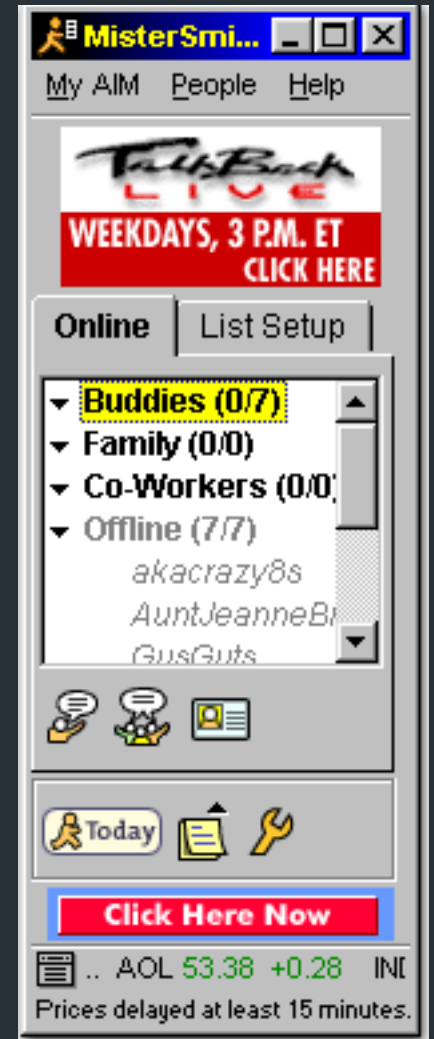 MisterSmi...
My AIM People Help
TalkBack
LIVE
WEEKDAYS, 3 P.M. ET
CLICK HERE
Online List Setup
Buddies (0/7)
Family (0/0)
Co-Workers (0/0)
Offline (7/7)
akacrazy8s
AuntJeanneBr
GusGuts
Today
Click Here Now
.. AOL 53.38 +0.28 IND
Prices delayed at least 15 minutes.